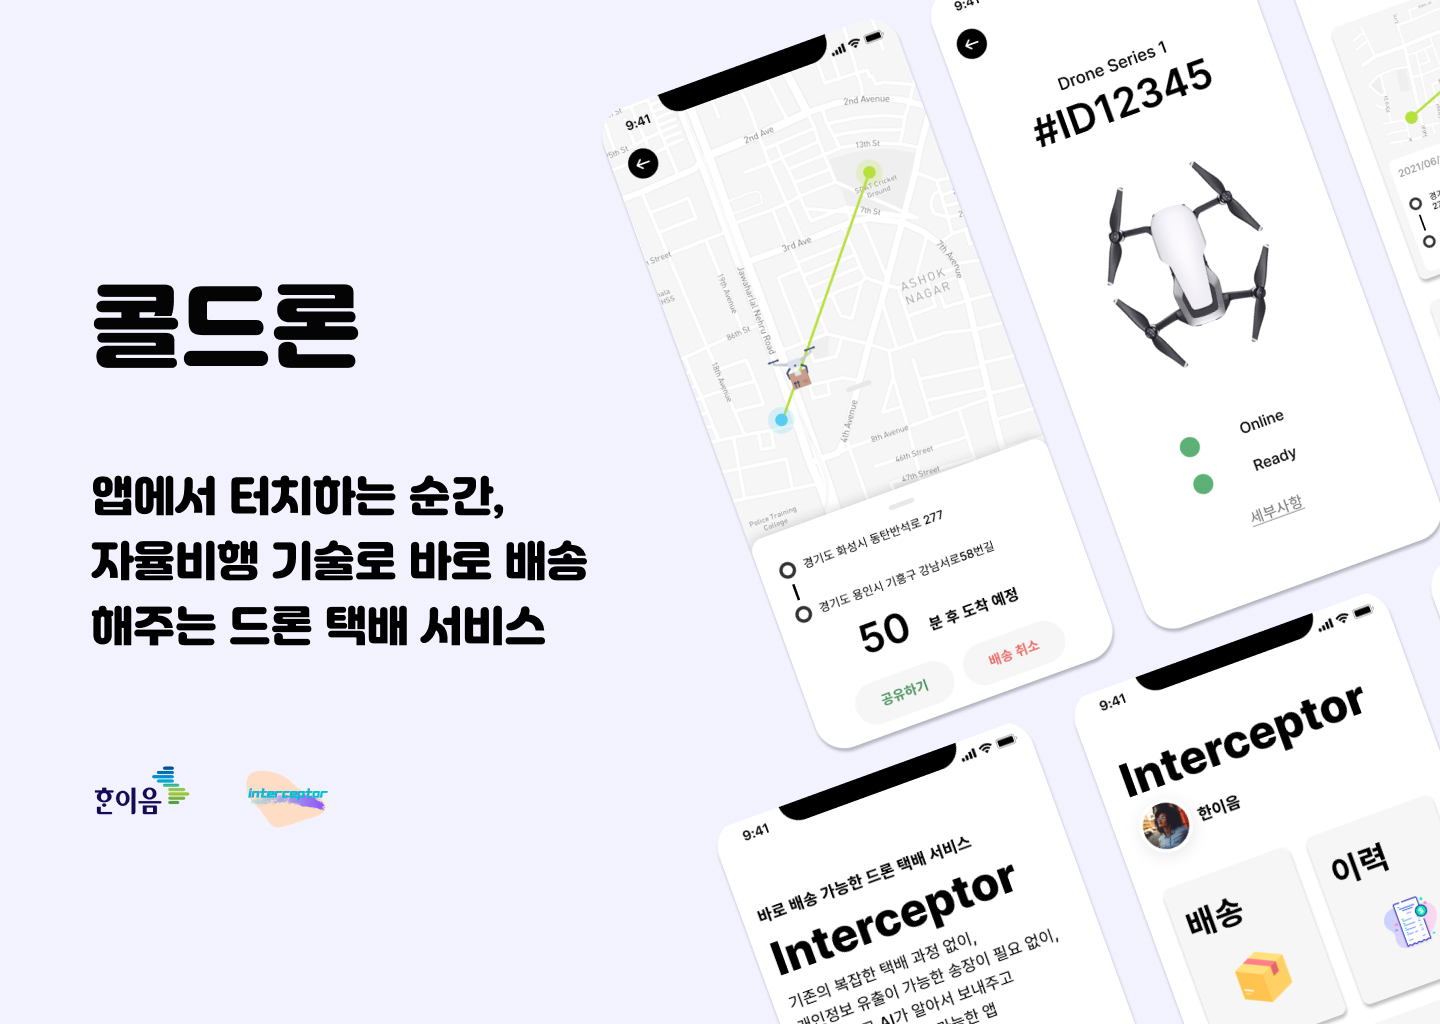 콜드론
앱에서 터치하는 순간,
자율비행 기술로 바로 배송
해주는 드론 택배 서비스
한이음
interceptor
9:41
2nd Avenue
2nd Ave
13th St
SDAT Cricket
Ground
7th St
3rd Ave
7th Avenue
ASHOK
NAGAR
19th Avenue
Jawaharlal Nehru Road
86th St
18th Avenue
4th Avenue
8th Avenue
46th Street
47th Street
Police Training
College
경기도 화성시 동탄반석로 277
경기도 용인시 기흥구 강남서로58번길
50 분 후 도착 예정
공유하기
배송 취소
9:41
Drone Series 1
#ID12345
Online
Ready
세부사항
2021/06/
9:41
바로 배송 가능한 드론 택배 서비스
Interceptor
기존의 복잡한 택배 과정 없이,
개인정보 유출이 가능한 송장이 필요 없이,
AI가 알아서 보내주고
가능한 앱
9:41
Interceptor
한이음
배송
이력